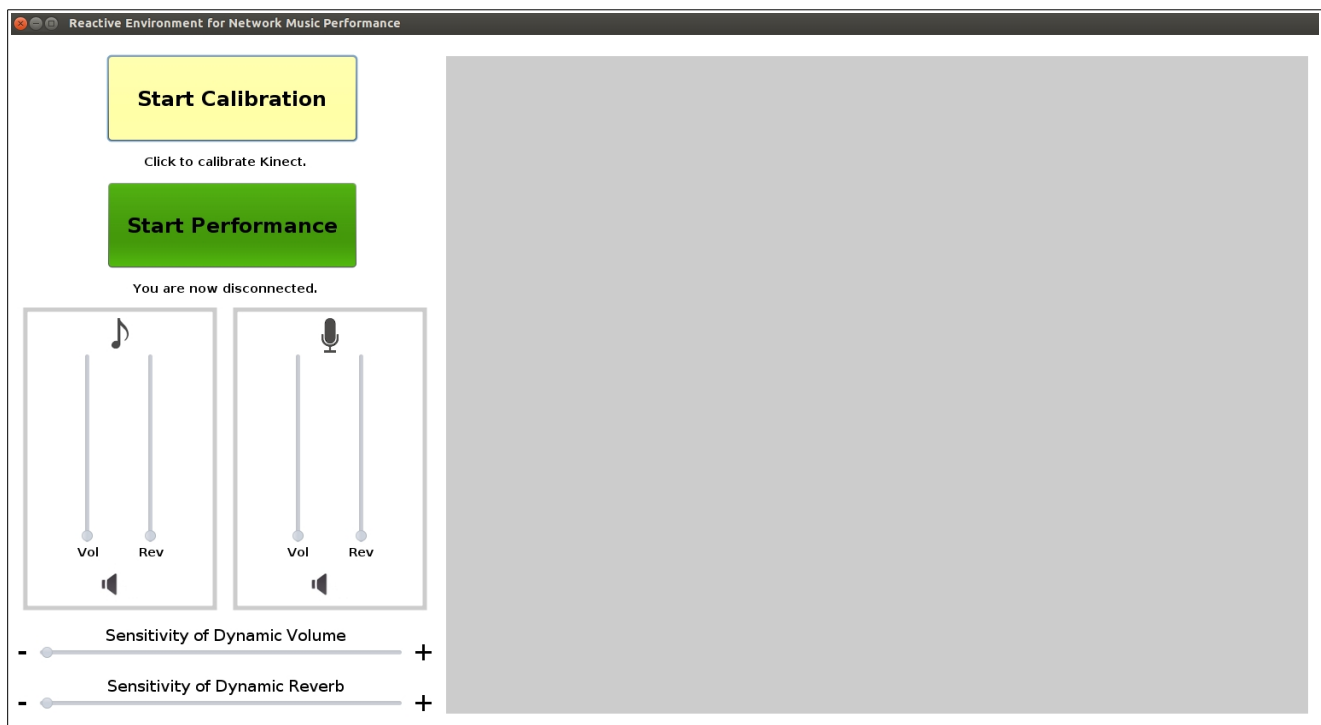 Reactive Environment for Network Music Performance
Start Calibration
Click to calibrate Kinect.
Start Performance
You are now disconnected.
Vol Rev
Vol Rev
Sensitivity of Dynamic Volume
- +
Sensitivity of Dynamic Reverb
- +